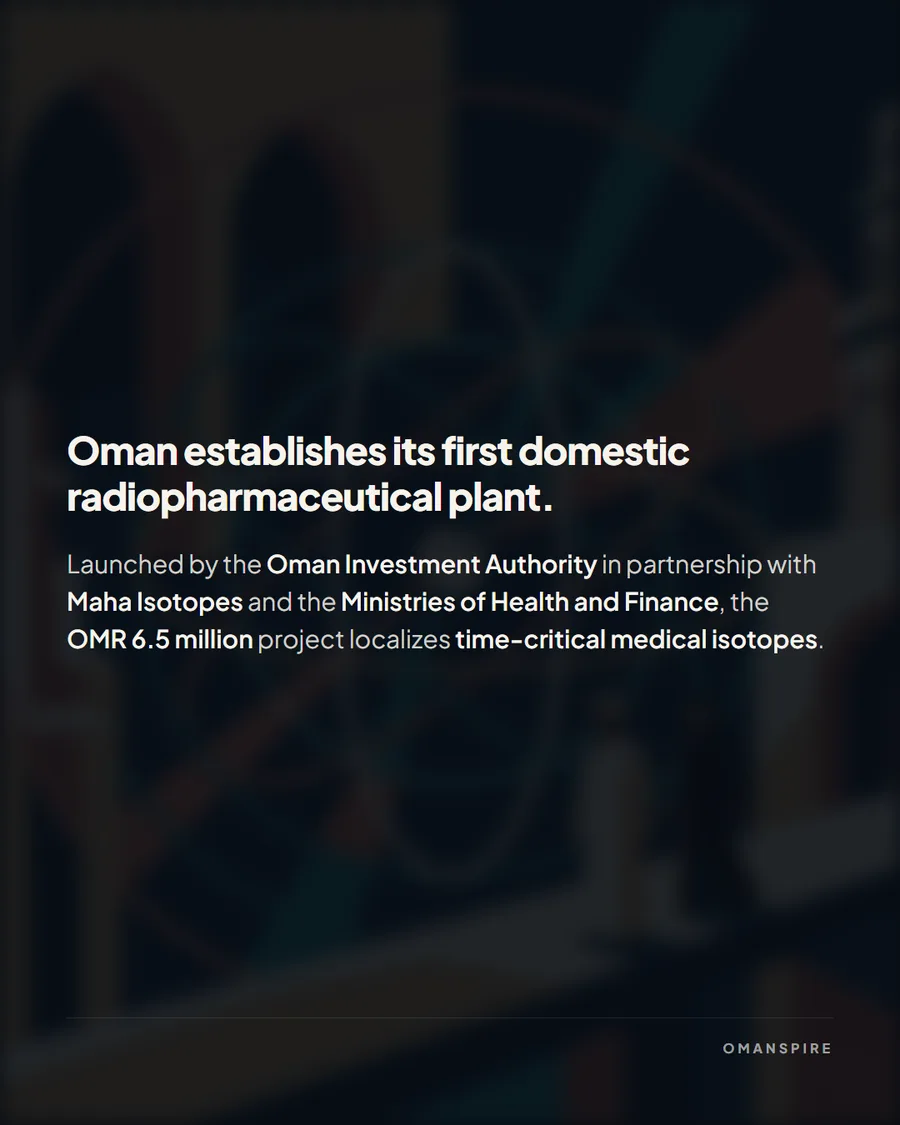 Oman establishes its first domestic
radiopharmaceutical plant.
Launched by the Oman Investment Authority in partnership with
Maha Isotopes and the Ministries of Health and Finance, the
OMR 6.5 million project localizes time-critical medical isotopes.
OMANSPIRE